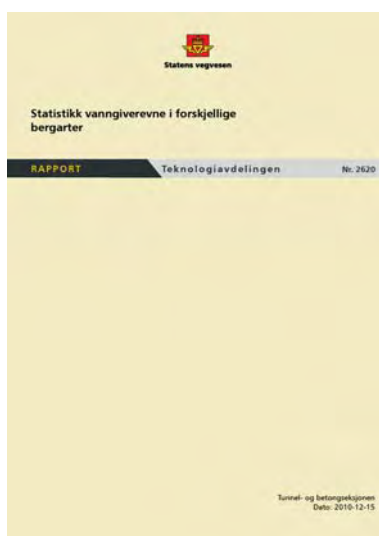 Statens vegvesen
Statistikk vanngiverevne i forskjellige
bergarter
RAPPORT Teknologiavdelingen Nr. 2620
Tunnel- og betongseksjonen
Dato: 2010-12-15